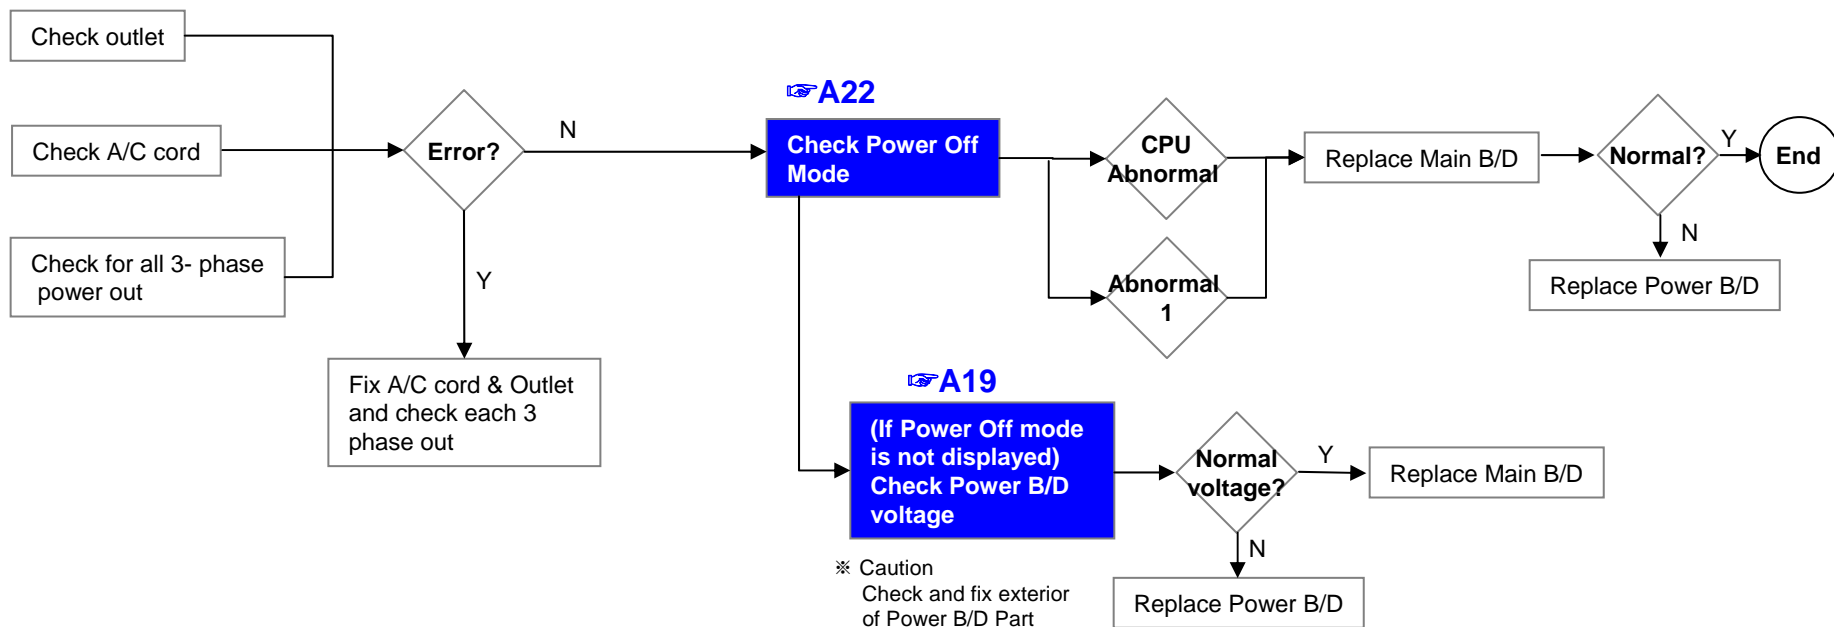 Check outlet
Check A/C cord
Check for all 3- phase
power out
Error?
N
Y
Fix A/C cord & Outlet
and check each 3
phase out
☞A22
Check Power Off
Mode
CPU
Abnormal
Abnormal
1
Replace Main B/D
Normal?
Y
End
N
Replace Power B/D
☞A19
(If Power Off mode
is not displayed)
Check Power B/D
voltage
※ Caution
Check and fix exterior
of Power B/D Part
Normal
voltage?
Y
Replace Main B/D
N
Replace Power B/D